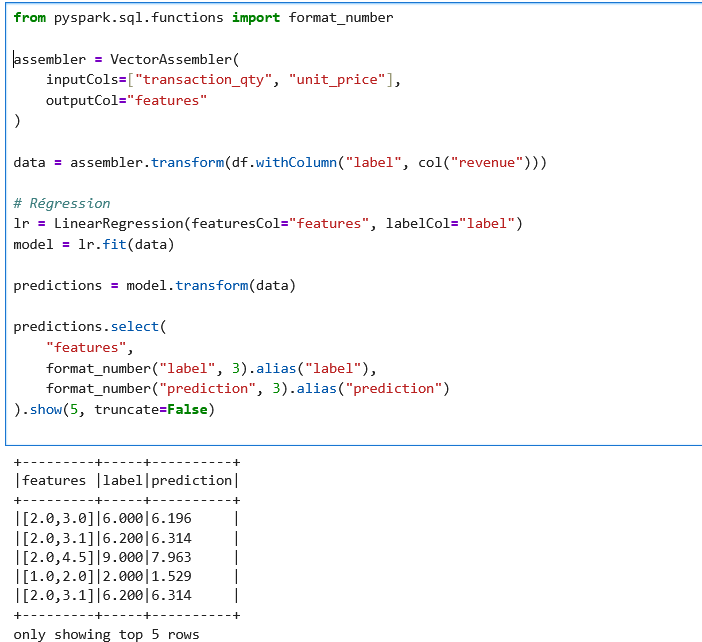 from pyspark.sql.functions import format_number
assembler = VectorAssembler(
    inputCols=["transaction_qty", "unit_price"],
    outputCol="features"
)
data = assembler.transform(df.withColumn("label", col("revenue")))
# Régression
lr = LinearRegression(featuresCol="features", labelCol="label")
model = lr.fit(data)
predictions = model.transform(data)
predictions.select(
    "features",
    format_number("label", 3).alias("label"),
    format_number("prediction", 3).alias("prediction")
).show(5, truncate=False)
+---------+-----+----------+
|features |label|prediction|
+---------+-----+----------+
|[2.0,3.0]|6.000|6.196     |
|[2.0,3.1]|6.200|6.314     |
|[2.0,4.5]|9.000|7.963     |
|[1.0,2.0]|2.000|1.529     |
|[2.0,3.1]|6.200|6.314     |
+---------+-----+----------+
only showing top 5 rows